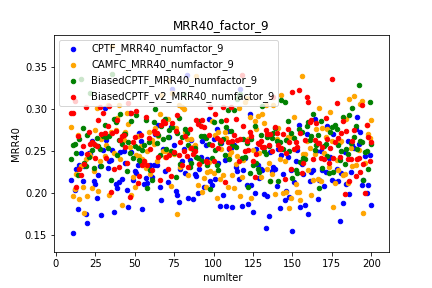 MRR40_factor_9
CPTF_MRR40_numfactor_9
CAMFC_MRR40_numfactor_9
BiasedCPTF_MRR40_numfactor_9
BiasedCPTF_v2_MRR40_numfactor_9
MRR40
0.35
0.30
0.25
0.20
0.15
0 25 50 75 100 125 150 175 200
numIter